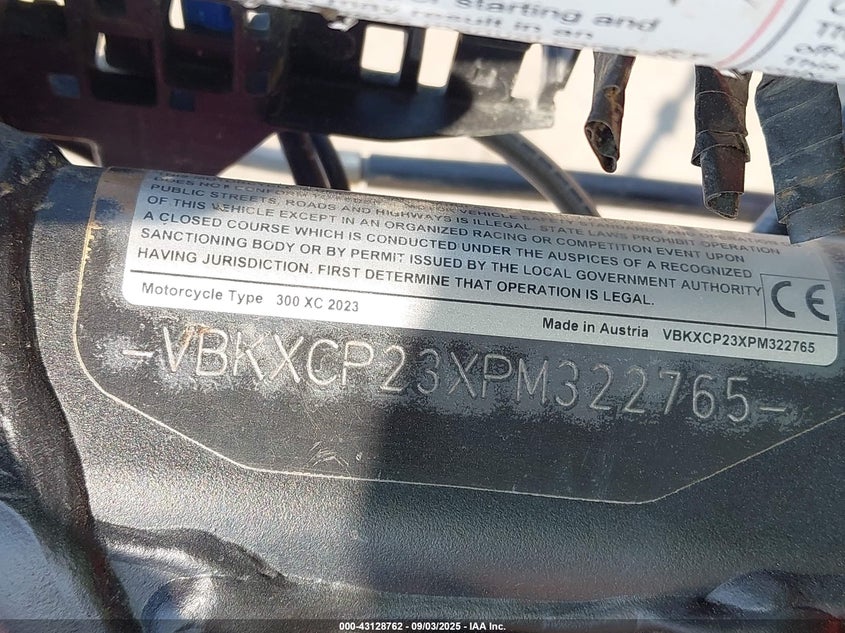 starting and
result in an
PUBLIC STREETS, ROADS AND HIGHWAYS IS ILLEGAL. STATE LAWS PROHIBIT OPERATION
OF THIS VEHICLE EXCEPT IN AN ORGANIZED RACING OR COMPETITION EVENT UPON
A CLOSED COURSE WHICH IS CONDUCTED UNDER THE AUSPICES OF A RECOGNIZED
SANCTIONING BODY OR BY PERMIT ISSUED BY THE LOCAL GOVERNMENT AUTHORITY
HAVING JURISDICTION. FIRST DETERMINE THAT OPERATION IS LEGAL.
CE
Motorcycle Type 300 XC 2023
Made in Austria VBKXCP23XPM322765
-VBKXCP23XPM322765-
000-43128762 - 09/03/2025 - IAA Inc.